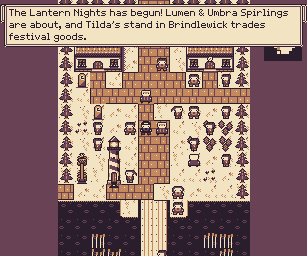 The Lantern Nights has begun! Lumen & Umbra Spirlings
are about, and Tilda's stand in Brindlewick trades
festival goods.